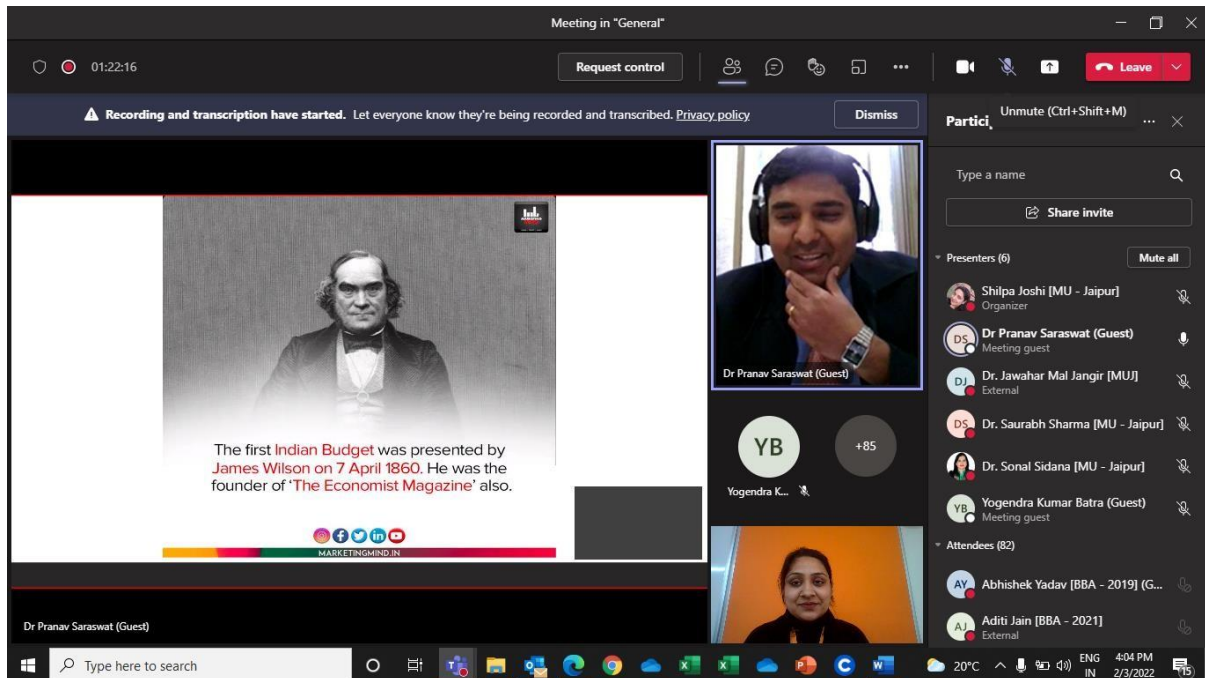 Meeting in "General"
01:22:16
Request control
Leave
Recording and transcription have started. Let everyone know they're being recorded and transcribed. Privacy policy
Dismiss
Unmute (Ctrl+Shift+M)
Type a name
Share invite
Presenters (6)
Mute all
Shilpa Joshi [MU - Jaipur]
Organizer
DS
Dr Pranav Saraswat (Guest)
Meeting guest
DJ
Dr. Jawahar Mal Jangir [MUJ]
External
DS
Dr. Saurabh Sharma [MU - Jaipur]
Dr. Sonal Sidana [MU - Jaipur]
YB
Yogendra Kumar Batra (Guest)
Meeting guest
Attendees (82)
AY
Abhishek Yadav [BBA - 2019] (G...
AJ
Aditi Jain [BBA - 2021]
External
The first Indian Budget was presented by
James Wilson on 7 April 1860. He was the
founder of 'The Economist Magazine' also.
MARKETINGMIND.IN
Dr Pranav Saraswat (Guest)
YB
+85
Yogendra K...
Dr Pranav Saraswat (Guest)
Type here to search
20°C
ENG
IN
4:04 PM
2/3/2022
15